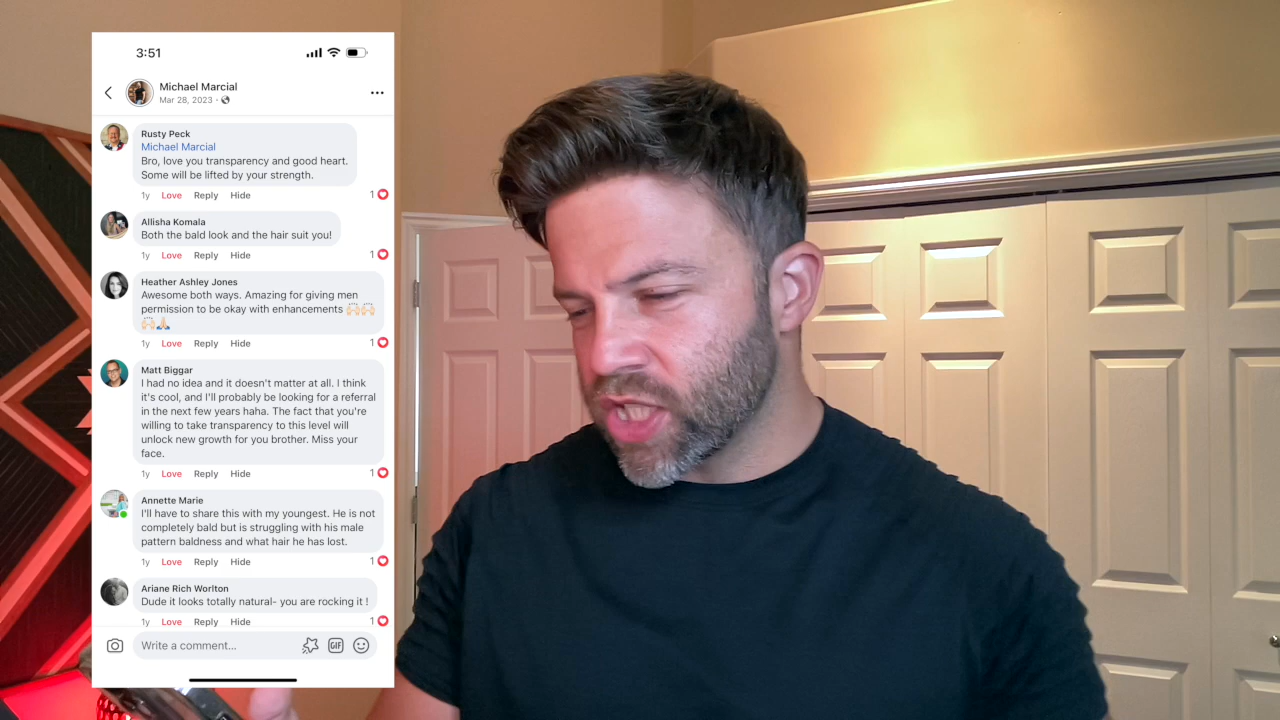 3:51
Michael Marcial
Mar 28, 2023 ·
Rusty Peck
Michael Marcial
Bro, love you transparency and good heart.
Some will be lifted by your strength.
1y Love Reply Hide 1
Allisha Komala
Both the bald look and the hair suit you!
1y Love Reply Hide 1
Heather Ashley Jones
Awesome both ways. Amazing for giving men
permission to be okay with enhancements 🙌🏻🙌🏻
🙌🏻🙏🏻
1y Love Reply Hide 1
Matt Biggar
I had no idea and it doesn't matter at all. I think
it's cool, and I'll probably be looking for a referral
in the next few years haha. The fact that you're
willing to take transparency to this level will
unlock new growth for you brother. Miss your
face.
1y Love Reply Hide 1
Annette Marie
I'll have to share this with my youngest. He is not
completely bald but is struggling with his male
pattern baldness and what hair he has lost.
1y Love Reply Hide 1
Ariane Rich Worlton
Dude it looks totally natural- you are rocking it !
1y Love Reply Hide 1
Write a comment... GIF